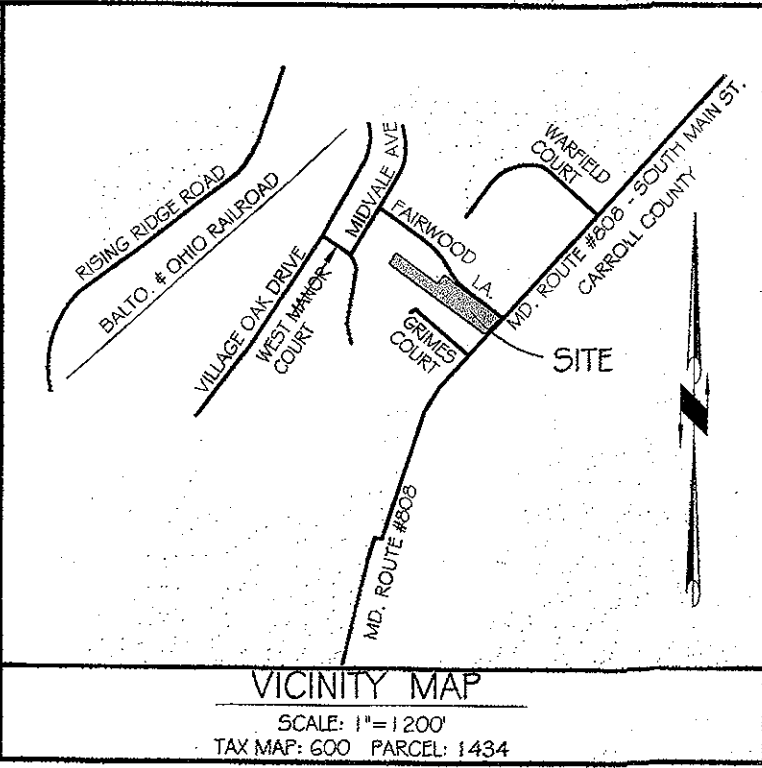 RISING RIDGE ROAD
BALTO. & OHIO RAILROAD
VILLAGE OAK DRIVE
WEST MANOR
COURT
MIDVALE AVE
FAIRWOOD
LA.
WARFIELD
COURT
MD. ROUTE #808 - SOUTH MAIN ST.
CARROLL COUNTY
GRIMES
COURT
SITE
MD. ROUTE #808
VICINITY MAP
SCALE: 1"=1200'
TAX MAP: 600 PARCEL: 1434